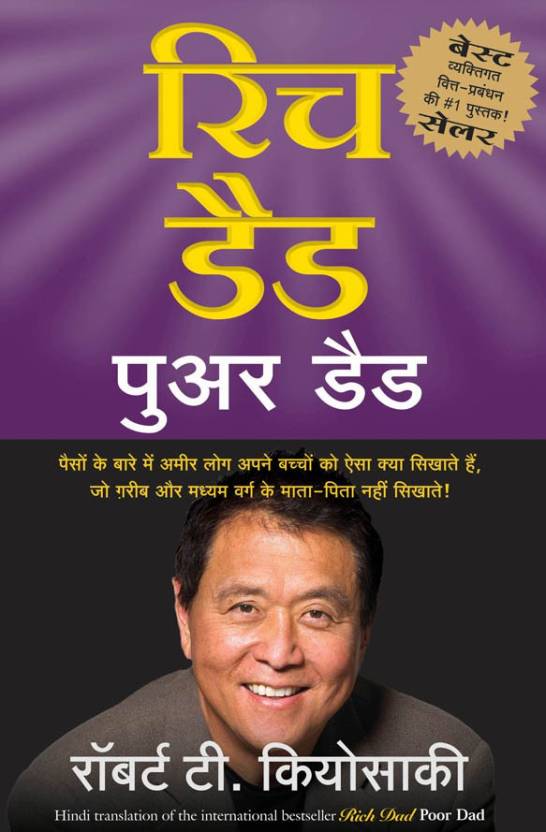 रिच
डैड
पुअर डैड
बेस्ट
व्यक्तिगत
वित्त-प्रबंधन
की #1 पुस्तक!
सेलर
पैसों के बारे में अमीर लोग अपने बच्चों को ऐसा क्या सिखाते हैं,
जो ग़रीब और मध्यम वर्ग के माता-पिता नहीं सिखाते!
रॉबर्ट टी. कियोसाकी
Hindi translation of the international bestseller Rich Dad Poor Dad